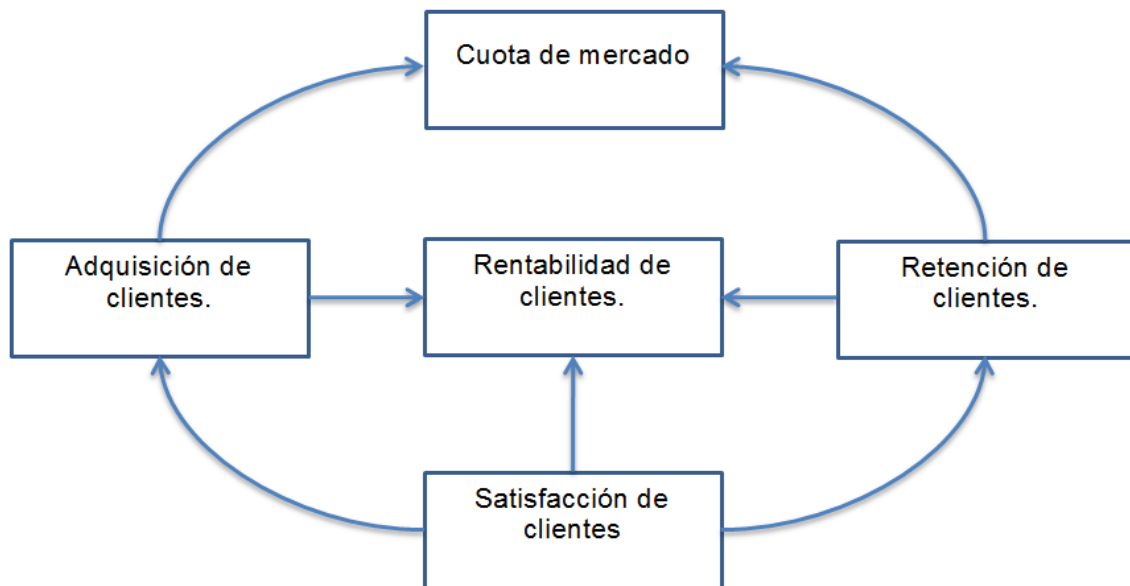 Cuota de mercado
Adquisición de
clientes.
Rentabilidad de
clientes.
Retención de
clientes.
Satisfacción de
clientes